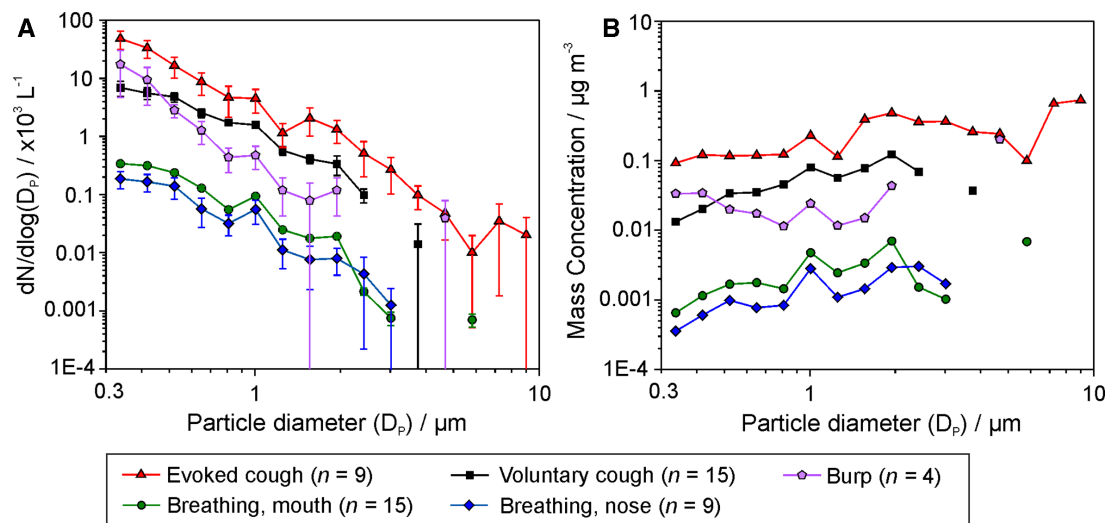 A
dN/dlog(Dₚ) / x10³ L⁻¹
100
10
1
0.1
0.01
0.001
1E-4
0.3
1
10
Particle diameter (Dₚ) / µm
B
Mass Concentration / µg m⁻³
10
1
0.1
0.01
0.001
1E-4
0.3
1
10
Particle diameter (Dₚ) / µm
Evoked cough (n = 9)
Voluntary cough (n = 15)
Burp (n = 4)
Breathing, mouth (n = 15)
Breathing, nose (n = 9)